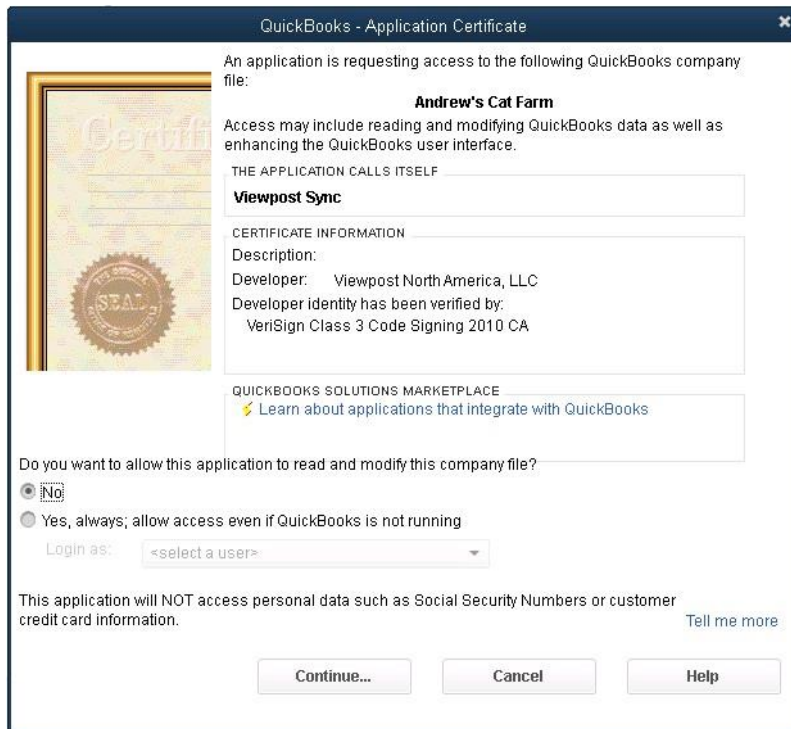 QuickBooks - Application Certificate
An application is requesting access to the following QuickBooks company
file:
Andrew's Cat Farm
Access may include reading and modifying QuickBooks data as well as
enhancing the QuickBooks user interface.
THE APPLICATION CALLS ITSELF
Viewpost Sync
CERTIFICATE INFORMATION
Description:
Developer: Viewpost North America, LLC
Developer identity has been verified by:
VeriSign Class 3 Code Signing 2010 CA
Certifi
SEAL
QUICKBOOKS SOLUTIONS MARKETPLACE
Learn about applications that integrate with QuickBooks
Do you want to allow this application to read and modify this company file?
No
Yes, always; allow access even if QuickBooks is not running
Login as: <select a user>
This application will NOT access personal data such as Social Security Numbers or customer
credit card information.
Tell me more
Continue...
Cancel
Help